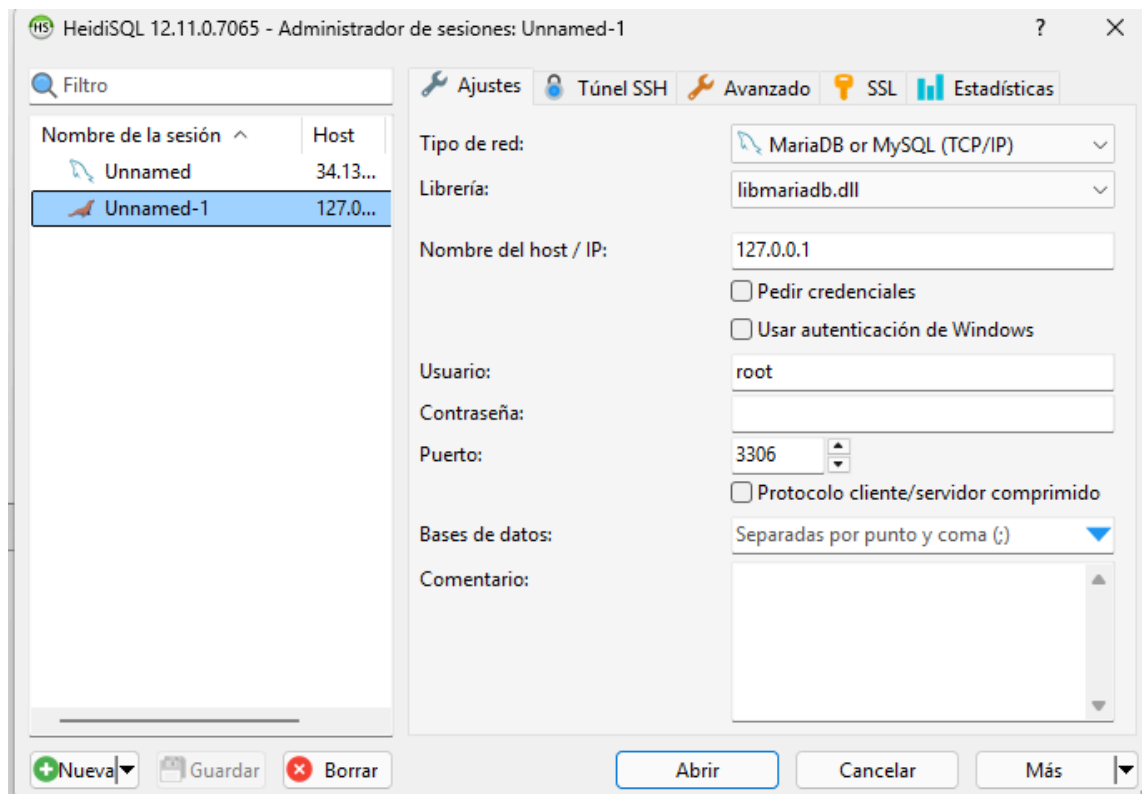 HS HeidiSQL 12.11.0.7065 - Administrador de sesiones: Unnamed-1 ?
Filtro
Nombre de la sesión Host
Unnamed 34.13...
Unnamed-1 127.0...
Ajustes Túnel SSH Avanzado SSL Estadísticas
Tipo de red: MariaDB or MySQL (TCP/IP)
Librería: libmariadb.dll
Nombre del host / IP: 127.0.0.1
Pedir credenciales
Usar autenticación de Windows
Usuario: root
Contraseña:
Puerto: 3306
Protocolo cliente/servidor comprimido
Bases de datos: Separadas por punto y coma (;)
Comentario:
Nueva Guardar Borrar Abrir Cancelar Más